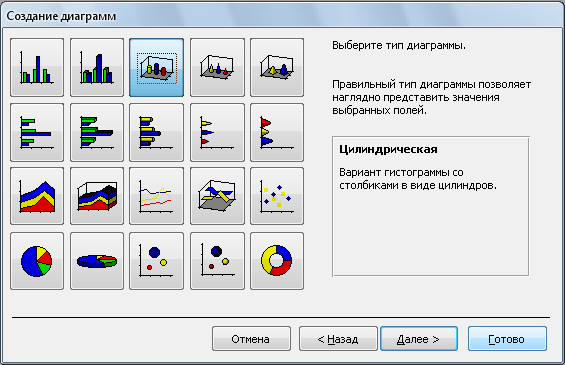 Создание диаграмм
Выберите тип диаграммы.
Правильный тип диаграммы позволяет
наглядно представить значения
выбранных полей.
Цилиндрическая
Вариант гистограммы со
столбиками в виде цилиндров.
Отмена
< Назад
Далее >
Готово